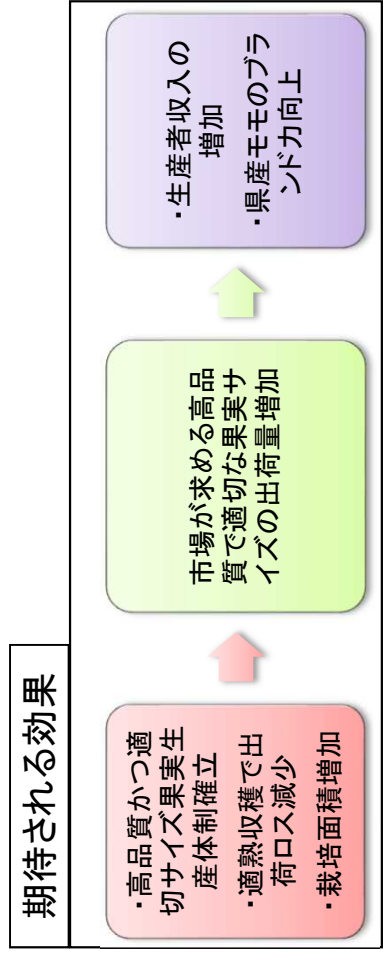 期待される効果
・高品質かつ適
切サイズ果実生
産体制確立
・適熟収穫で出
荷ロス減少
・栽培面積増加
市場が求める高品
質で適切な果実サ
イズの出荷量増加
・生産者収入の
増加
・県産モモのブラ
ンド力向上